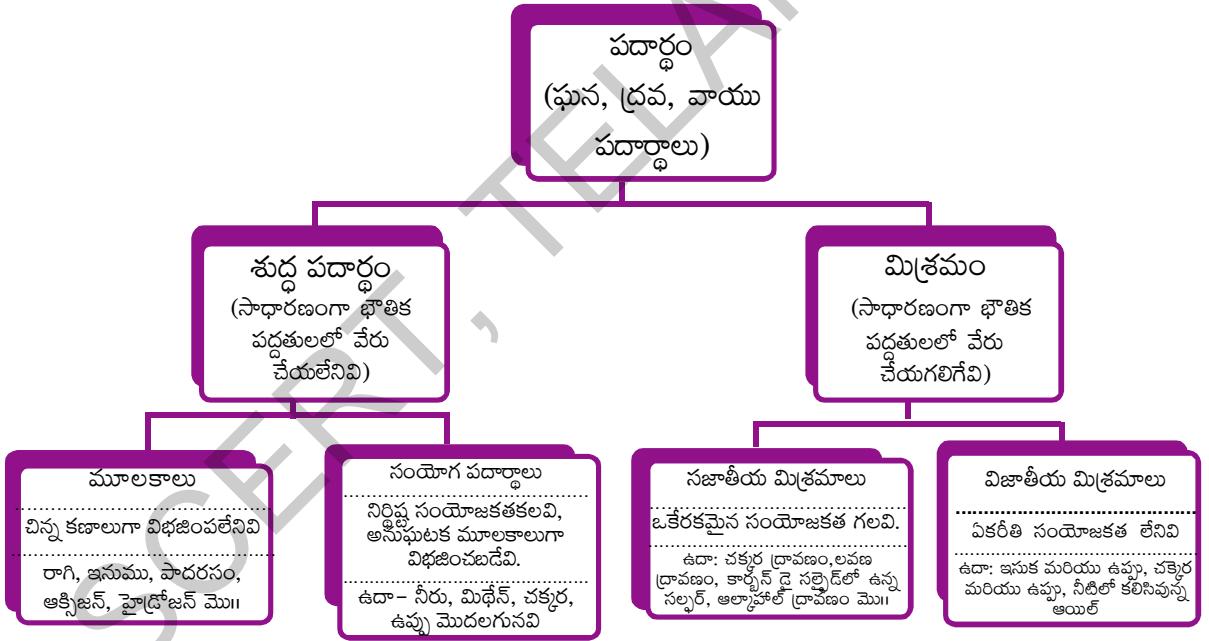 పదార్థం
(ఘన, ద్రవ, వాయు
పదార్థాలు)
శుద్ధ పదార్థం
(సాధారణంగా భౌతిక
పద్దతులలో వేరు
చేయలేనివి)
మిశ్రమం
(సాధారణంగా భౌతిక
పద్దతులలో వేరు
చేయగలిగేవి)
మూలకాలు
చిన్న కణాలుగా విభజింపలేనివి
రాగి, ఇనుము, పాదరసం,
ఆక్సిజన్, హైడ్రోజన్ మొ॥
సంయోగ పదార్థాలు
నిర్థిష్ట సంయోజకతకలవి,
అనుఘటక మూలకాలుగా
విభజించబడేవి.
ఉదా– నీరు, మిథేన్, చక్కర,
ఉప్పు మొదలగునవి
సజాతీయ మిశ్రమాలు
ఒకేరకమైన సంయోజకత గలవి.
ఉదా: చక్కర ద్రావణం,లవణ
ద్రావణం, కార్బన్ డై సల్ఫైడ్‌లో ఉన్న
సల్ఫర్, ఆల్కాహాల్ ద్రావణం మొ॥
విజాతీయ మిశ్రమాలు
ఏకరీతి సంయోజకత లేనివి
ఉదా: ఇసుక మరియు ఉప్పు, చక్కెర
మరియు ఉప్పు, నీటిలో కలిసివున్న
ఆయిల్
SCERT, TELA